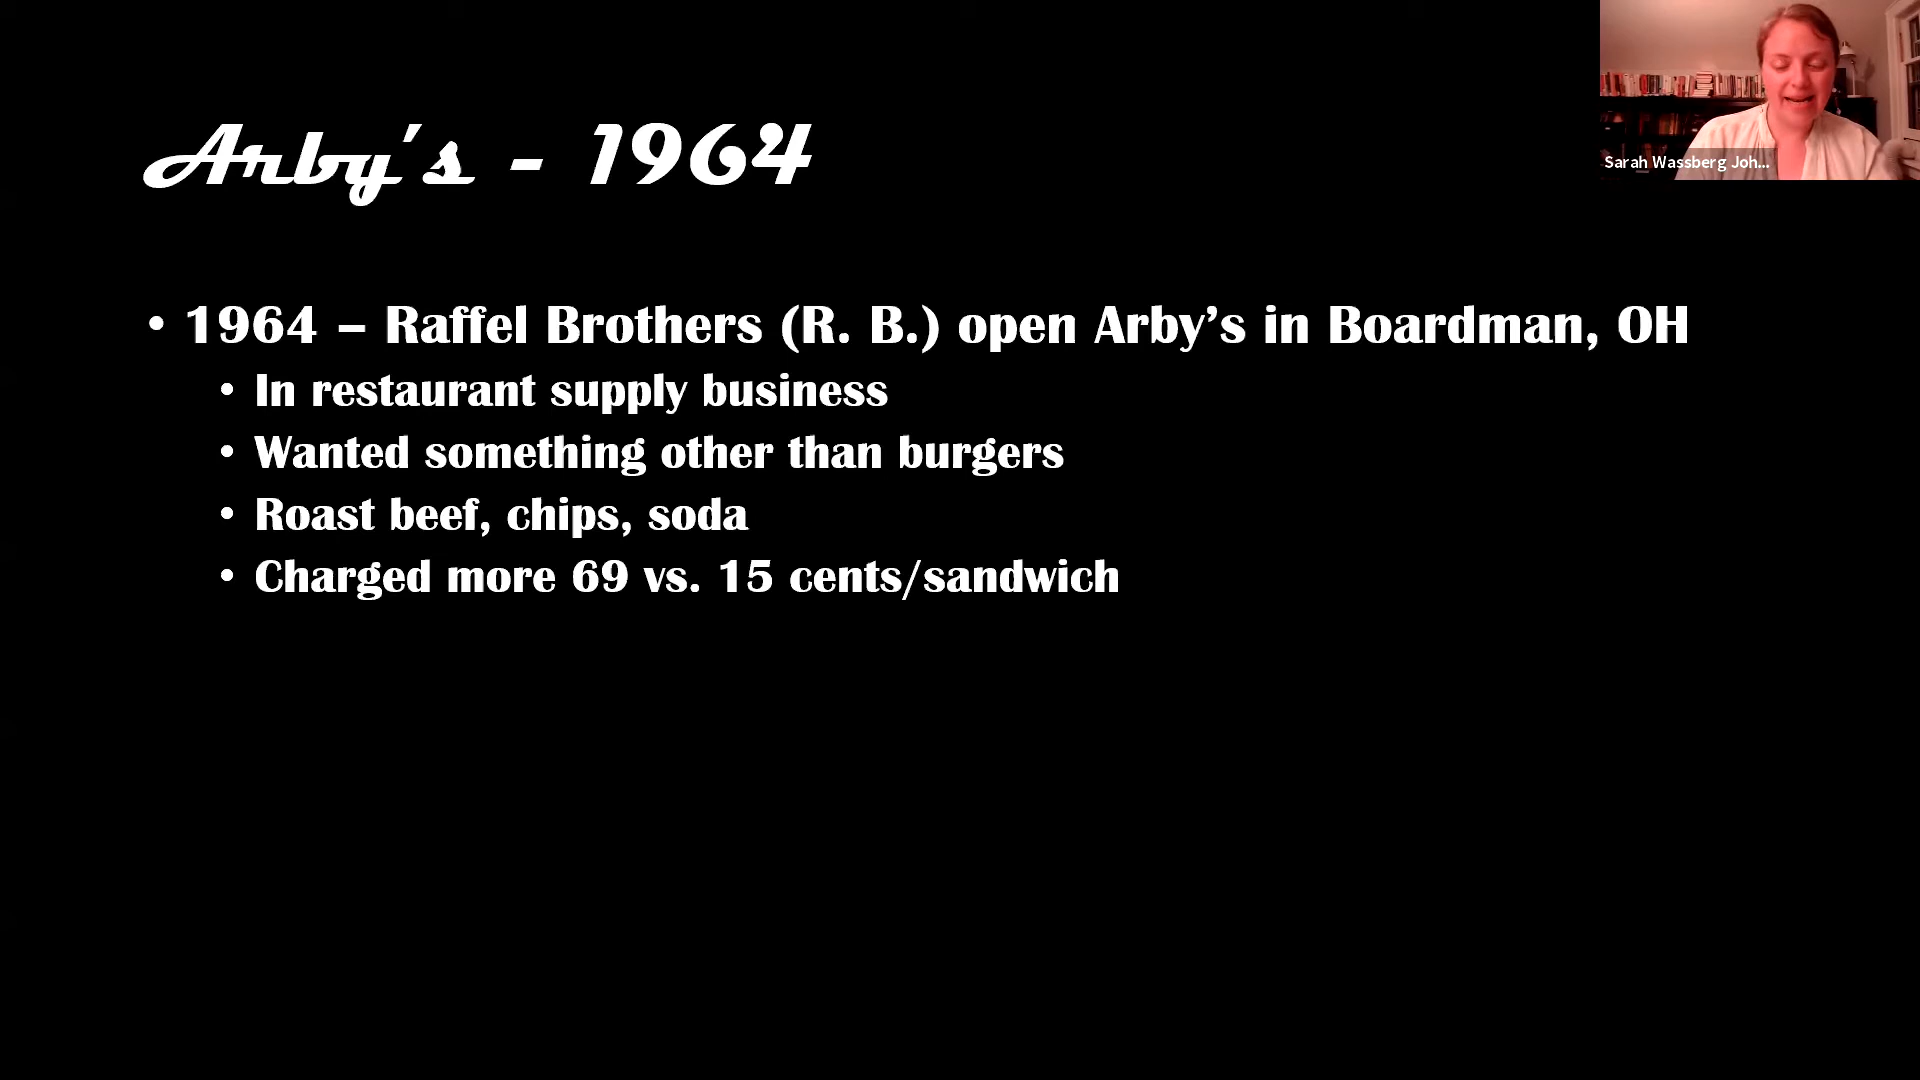 Arby's - 1964
• 1964 – Raffel Brothers (R. B.) open Arby's in Boardman, OH
• In restaurant supply business
• Wanted something other than burgers
• Roast beef, chips, soda
• Charged more 69 vs. 15 cents/sandwich
Sarah Wassberg Joh...